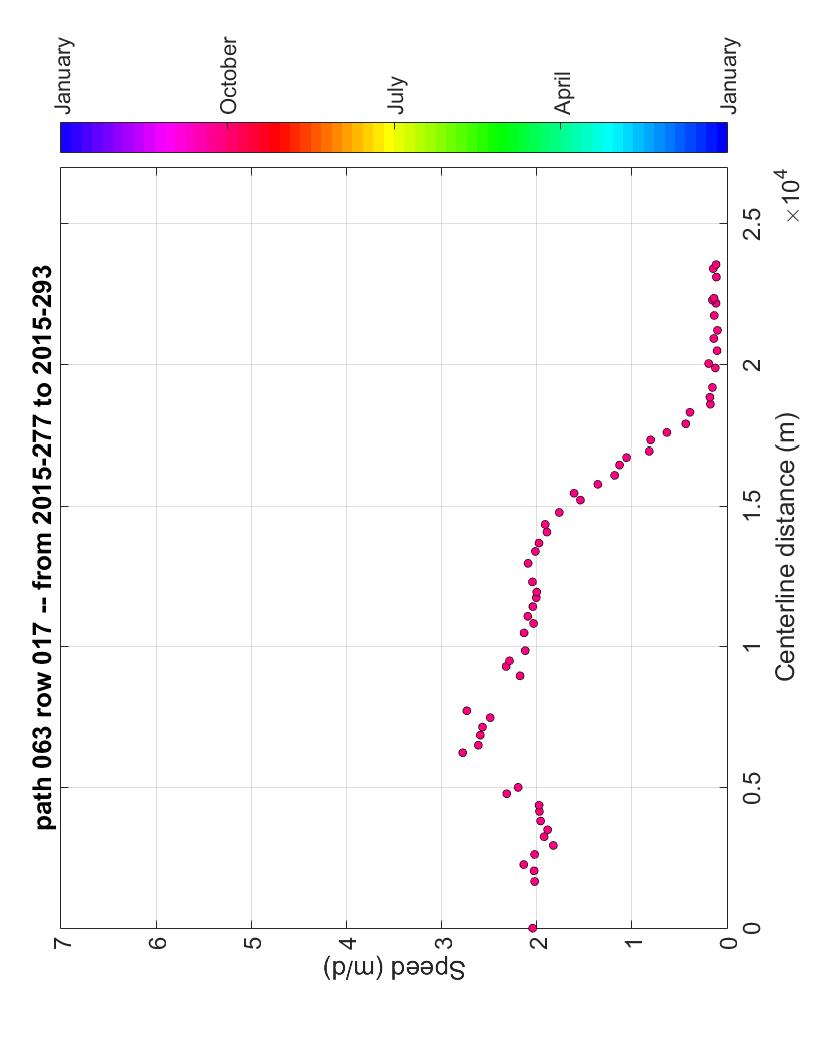 path 063 row 017 -- from 2015-277 to 2015-293
Speed (m/d)
7
6
5
4
3
2
1
0
0
0.5
1
1.5
2
2.5
×10^4
Centerline distance (m)
January
October
July
April
January